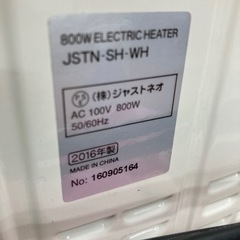 800W ELECTRIC HEATER
JSTN-SH-WH
(株)ジャストネオ
AC 100V 800W
50/60Hz
2016年製
MADE IN CHINA
No: 160905164